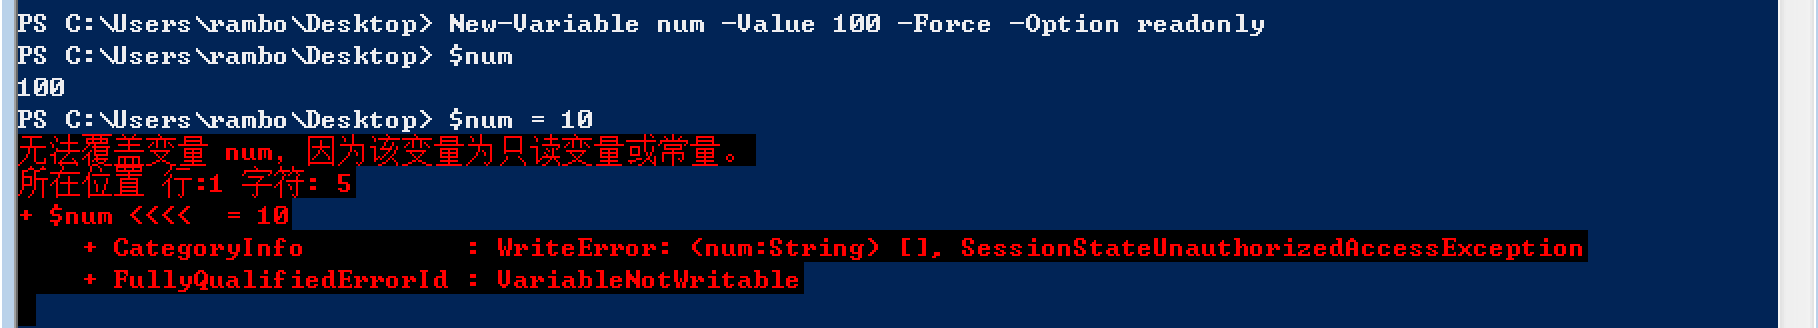 PS C:\Users\rambo\Desktop> New-Variable num -Value 100 -Force -Option readonly
PS C:\Users\rambo\Desktop> $num
100
PS C:\Users\rambo\Desktop> $num = 10
无法覆盖变量 num，因为该变量为只读变量或常量。
所在位置 行:1 字符: 5
+ $num <<<<  = 10
    + CategoryInfo          : WriteError: (num:String) [], SessionStateUnauthorizedAccessException
    + FullyQualifiedErrorId : VariableNotWritable